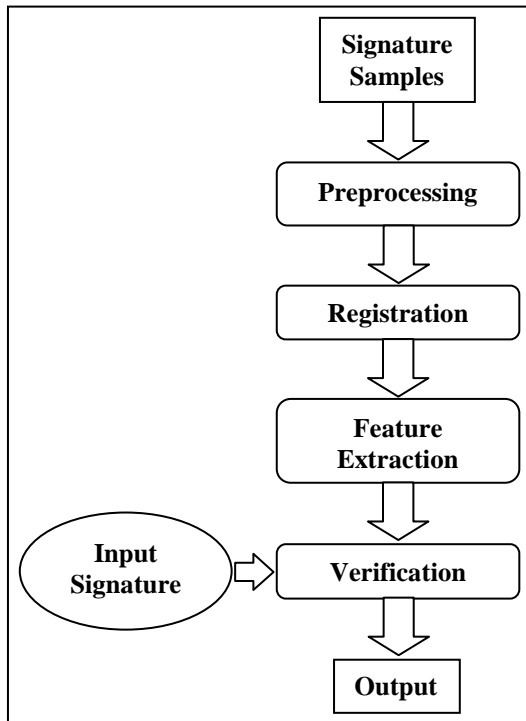 Signature
Samples
Preprocessing
Registration
Feature
Extraction
Input
Signature
Verification
Output